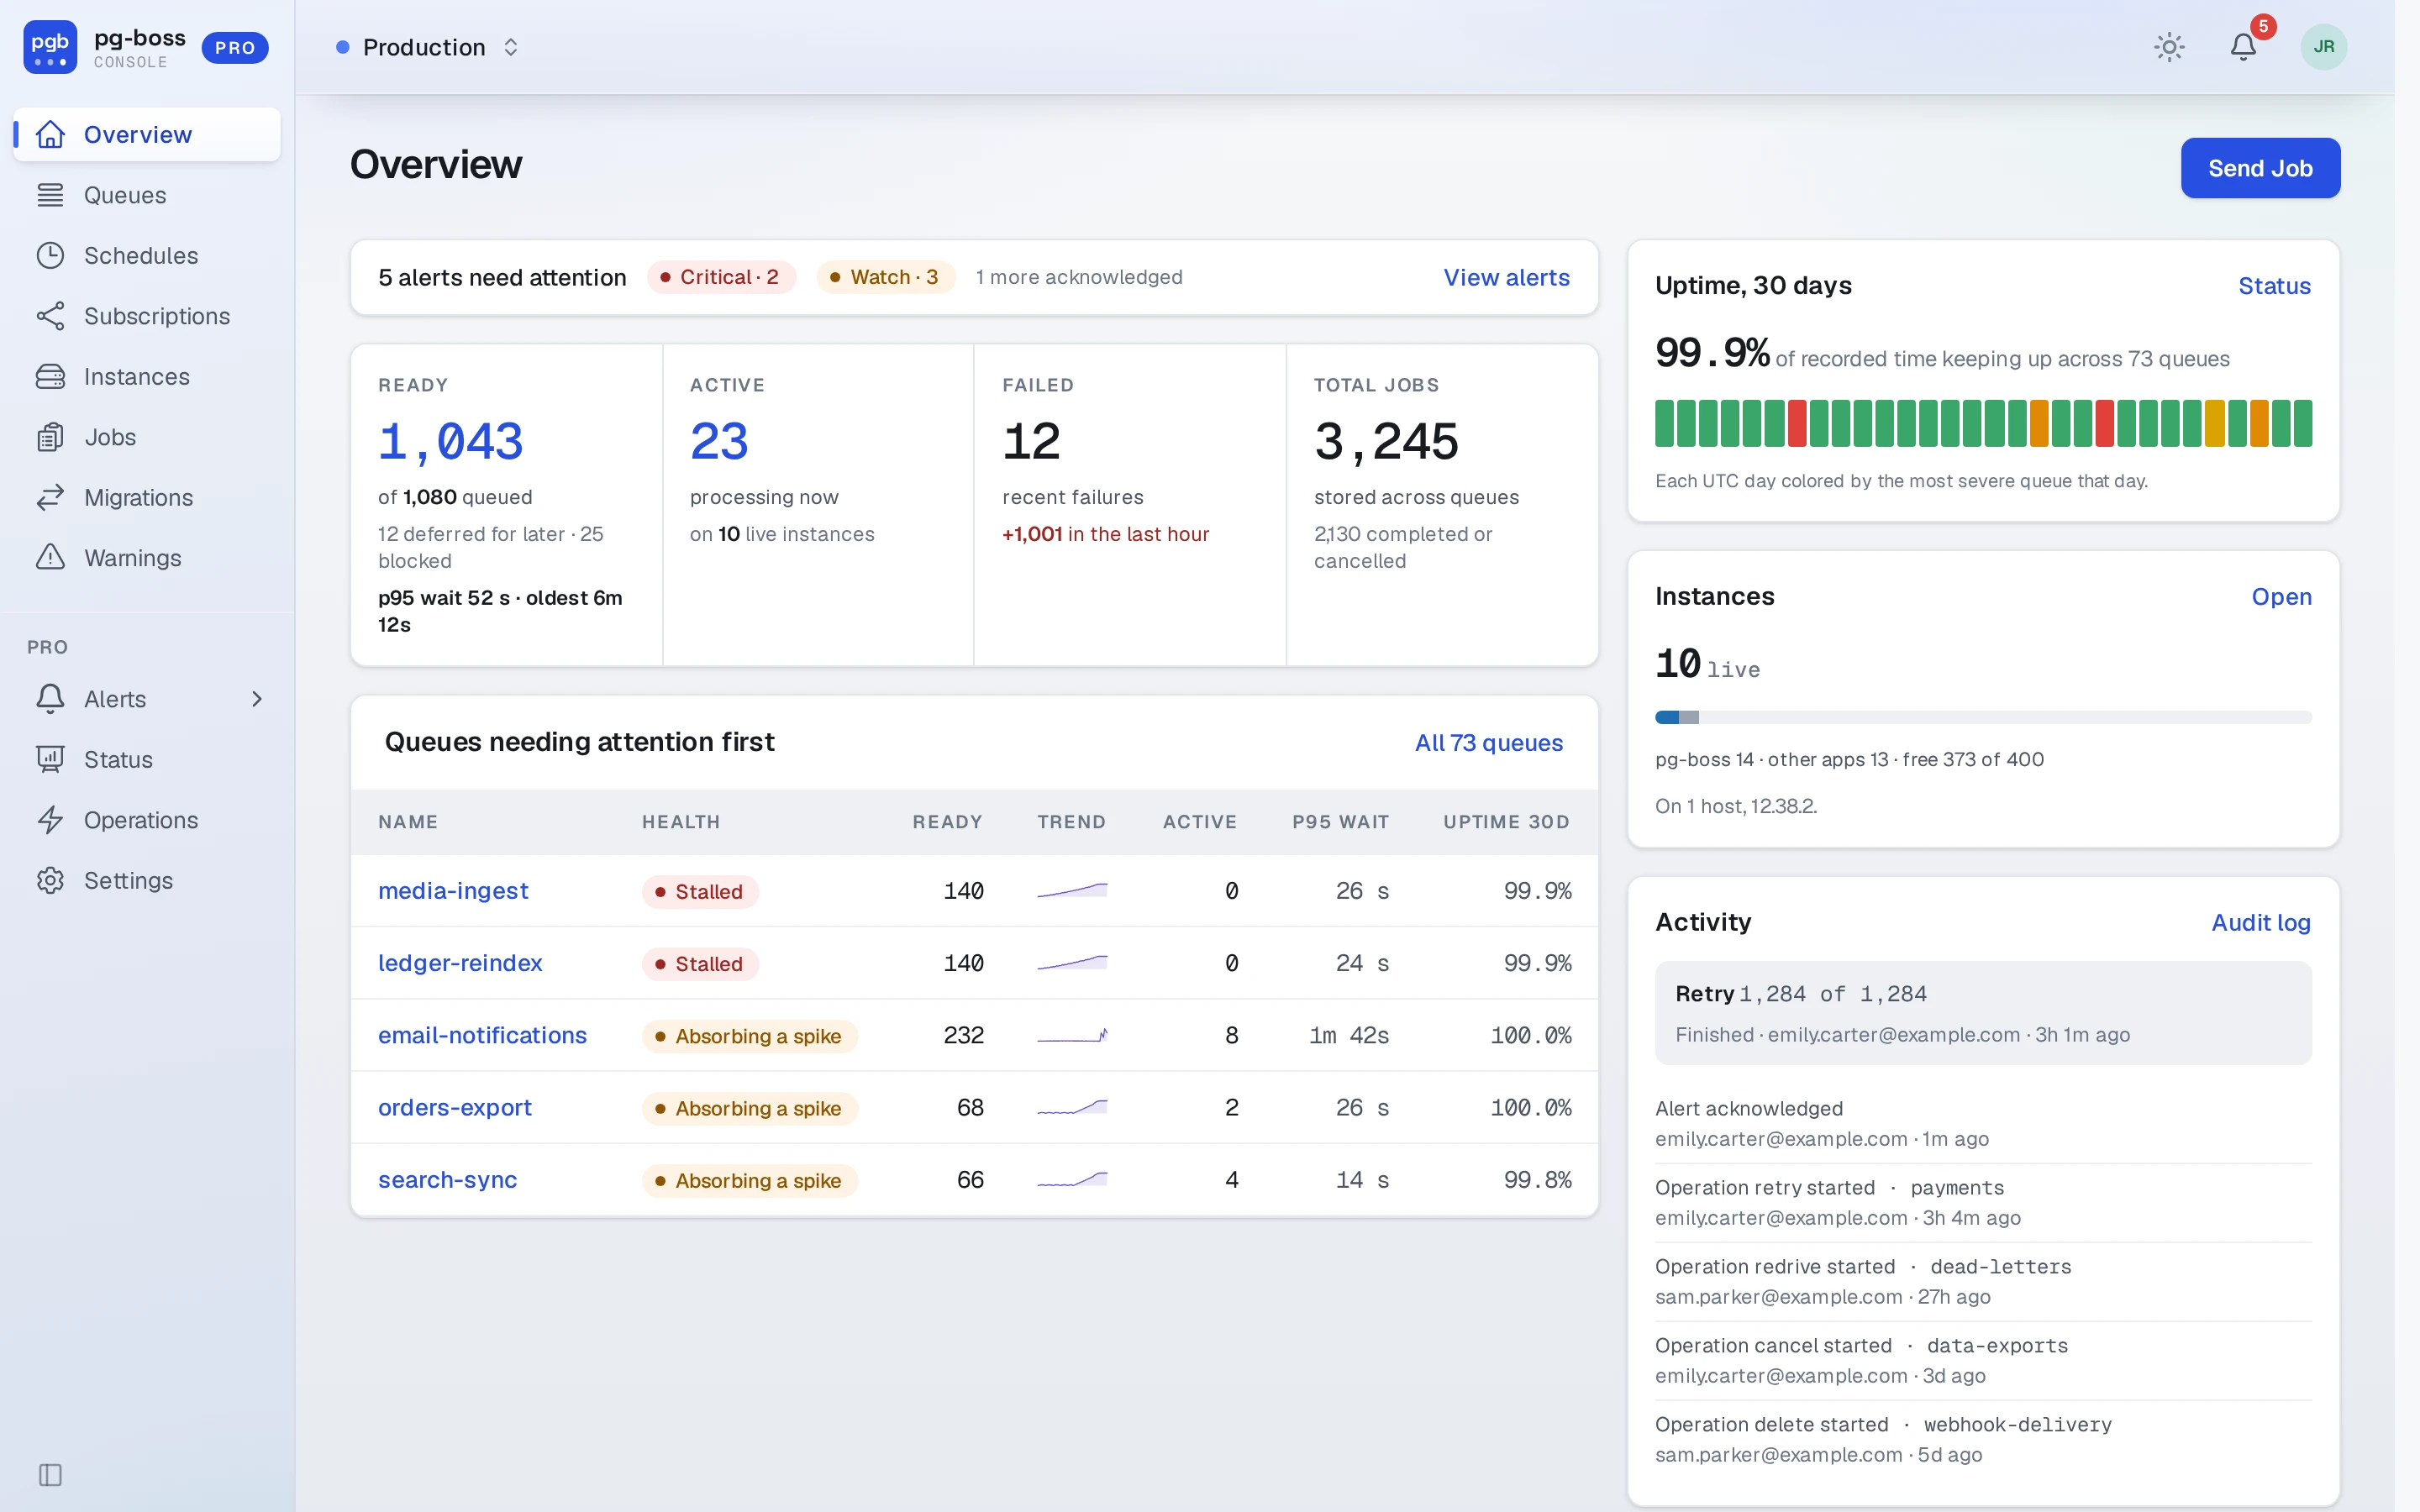 pgb
pg-boss
CONSOLE
PRO
Production
5
JR
Overview
Queues
Schedules
Subscriptions
Instances
Jobs
Migrations
Warnings
PRO
Alerts
Status
Operations
Settings
Overview
Send Job
5 alerts need attention
Critical · 2
Watch · 3
1 more acknowledged
View alerts
READY
1,043
of 1,080 queued
12 deferred for later · 25
blocked
p95 wait 52 s · oldest 6m
12s
ACTIVE
23
processing now
on 10 live instances
FAILED
12
recent failures
+1,001 in the last hour
TOTAL JOBS
3,245
stored across queues
2,130 completed or
cancelled
Queues needing attention first
All 73 queues
NAME HEALTH READY TREND ACTIVE P95 WAIT UPTIME 30D
media-ingest Stalled 140 0 26 s 99.9%
ledger-reindex Stalled 140 0 24 s 99.9%
email-notifications Absorbing a spike 232 8 1m 42s 100.0%
orders-export Absorbing a spike 68 2 26 s 100.0%
search-sync Absorbing a spike 66 4 14 s 99.8%
Uptime, 30 days
Status
99.9% of recorded time keeping up across 73 queues
Each UTC day colored by the most severe queue that day.
Instances
Open
10 live
pg-boss 14 · other apps 13 · free 373 of 400
On 1 host, 12.38.2.
Activity
Audit log
Retry 1,284 of 1,284
Finished · emily.carter@example.com · 3h 1m ago
Alert acknowledged
emily.carter@example.com · 1m ago
Operation retry started · payments
emily.carter@example.com · 3h 4m ago
Operation redrive started · dead-letters
sam.parker@example.com · 27h ago
Operation cancel started · data-exports
emily.carter@example.com · 3d ago
Operation delete started · webhook-delivery
sam.parker@example.com · 5d ago